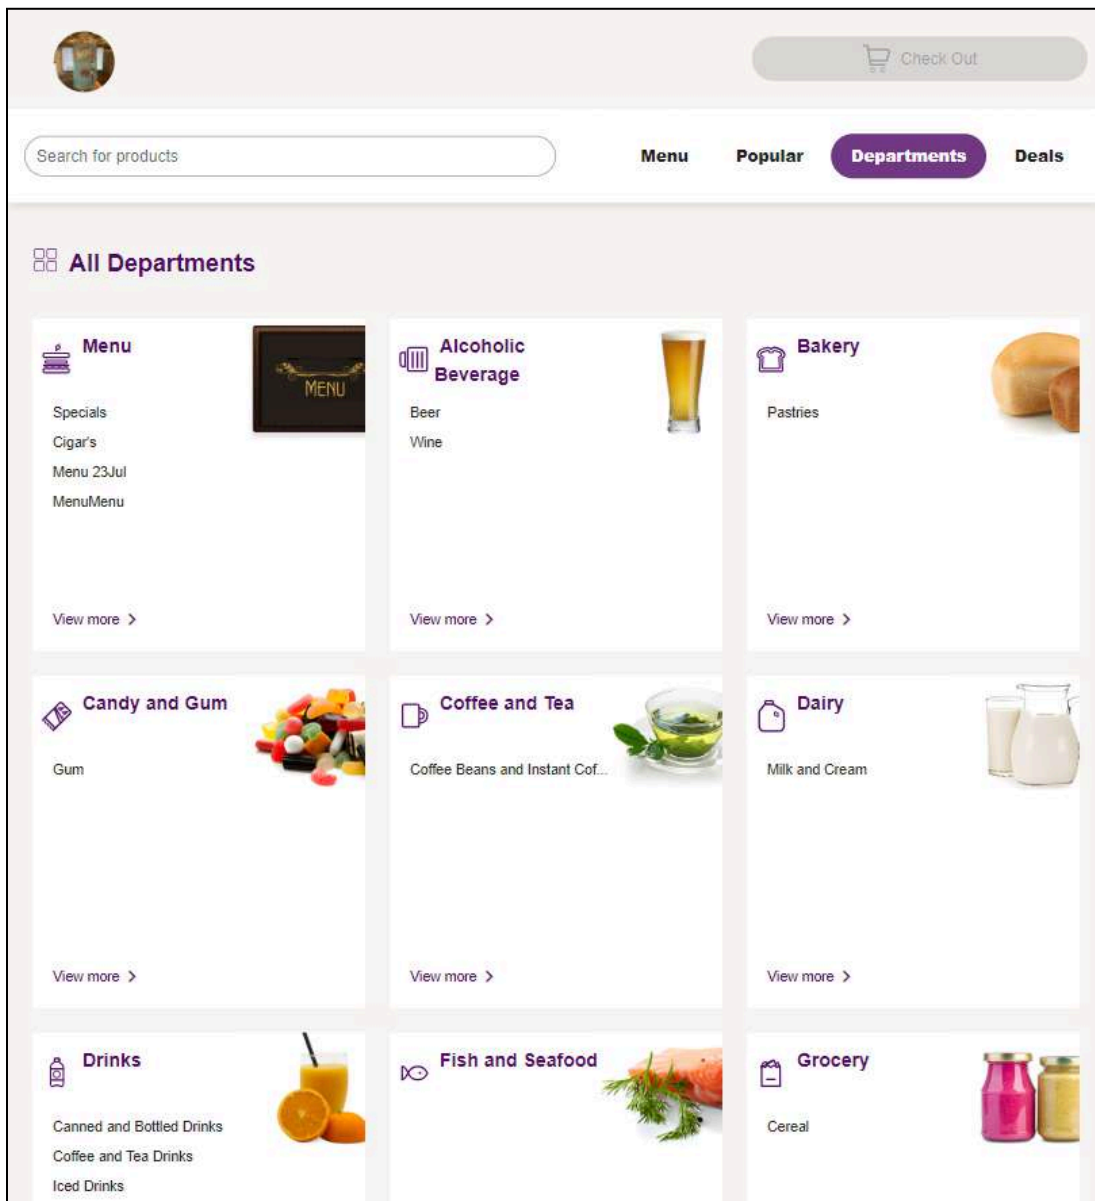 Check Out
Search for products
Menu
Popular
Departments
Deals
All Departments
Menu
MENU
Specials
Cigar's
Menu 23Jul
MenuMenu
View more >
Alcoholic
Beverage
Beer
Wine
View more >
Bakery
Pastries
View more >
Candy and Gum
Gum
View more >
Coffee and Tea
Coffee Beans and Instant Cof...
View more >
Dairy
Milk and Cream
View more >
Drinks
Canned and Bottled Drinks
Coffee and Tea Drinks
Iced Drinks
Fish and Seafood
Grocery
Cereal